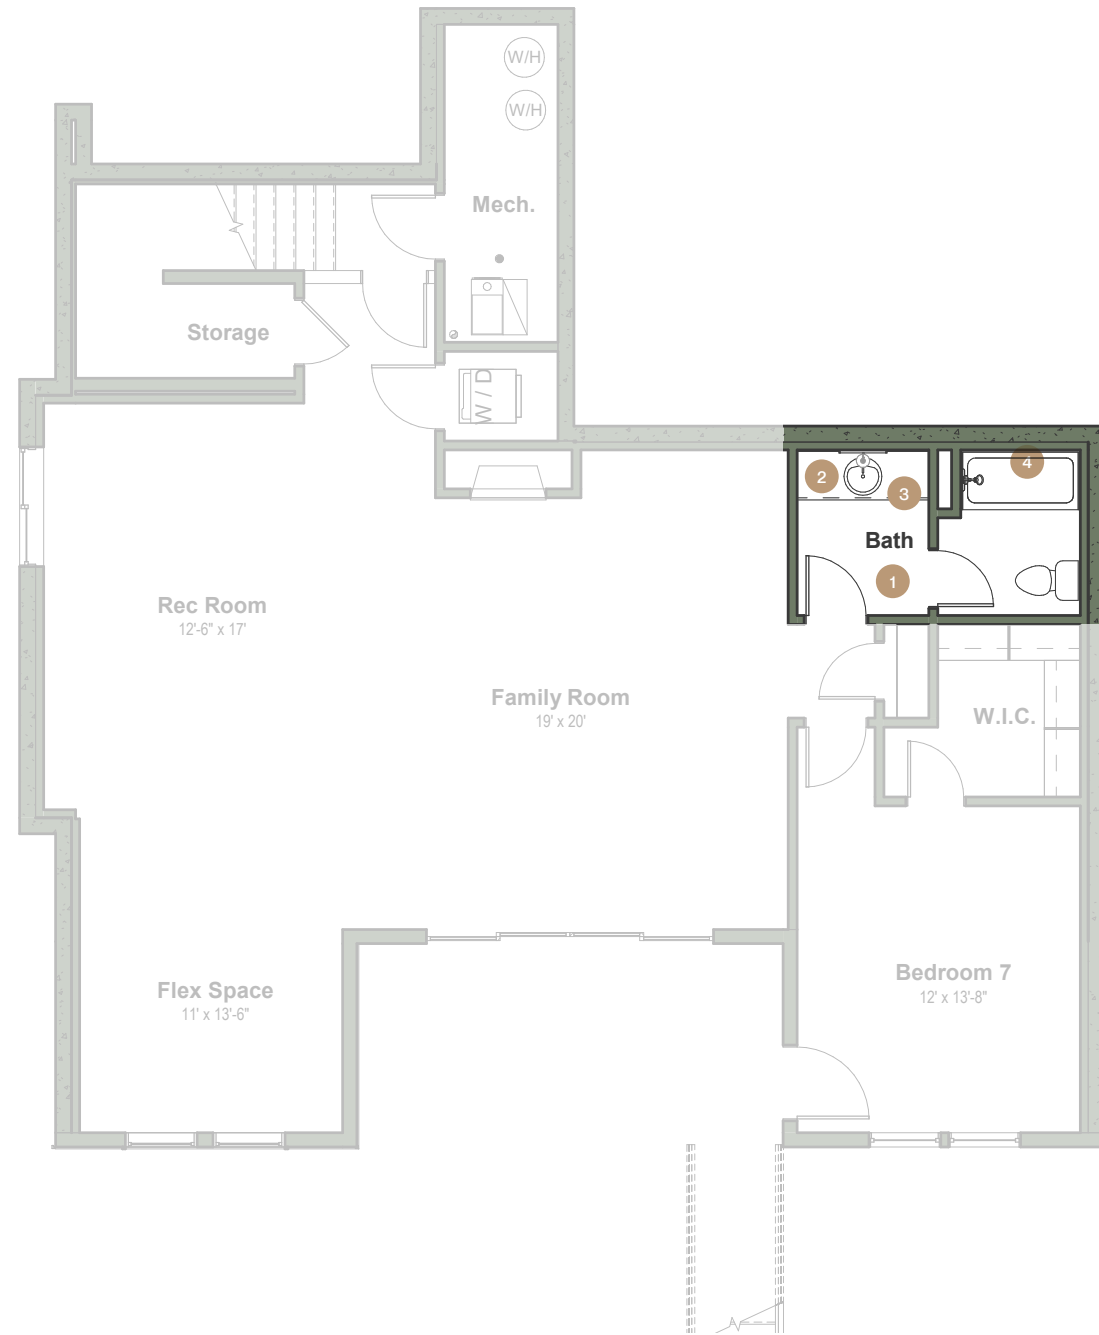 W/H
W/H
Mech.
Storage
W / D
2
3
4
Bath
1
Rec Room
12'-6" x 17'
Family Room
19' x 20'
W.I.C.
Bedroom 7
12' x 13'-8"
Flex Space
11' x 13'-6"